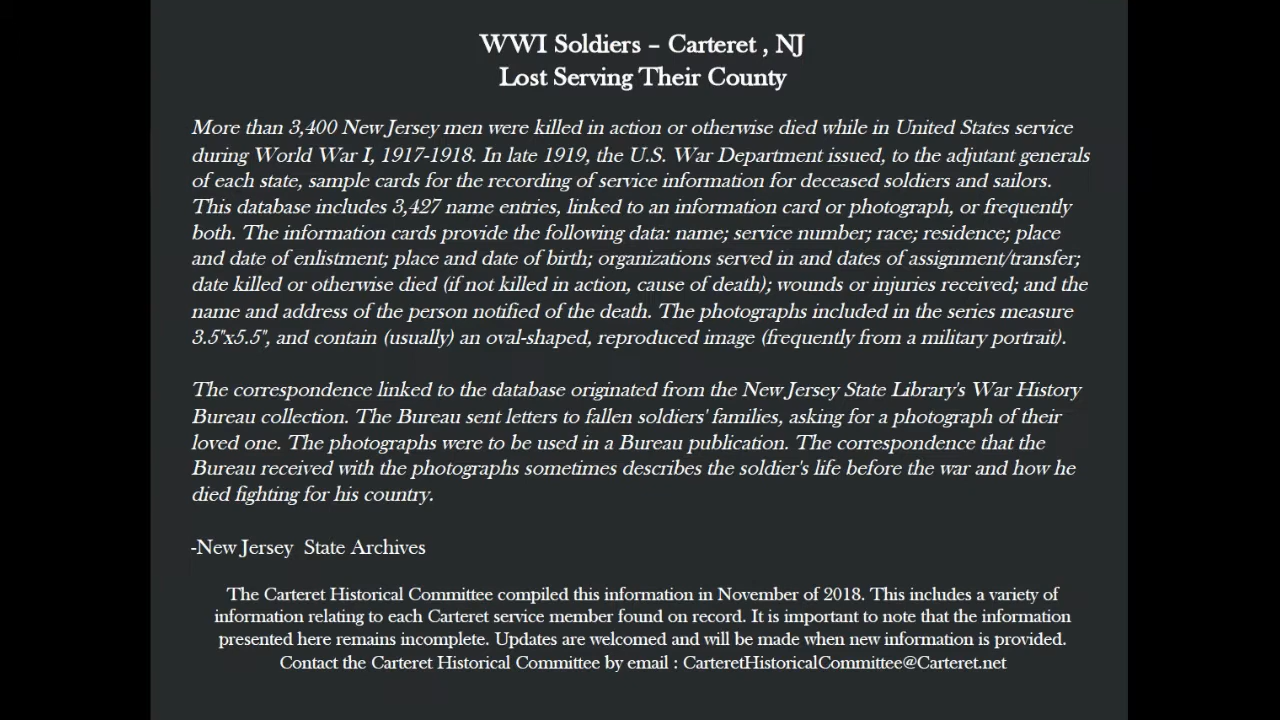 WWI Soldiers – Carteret , NJ
Lost Serving Their County
More than 3,400 New Jersey men were killed in action or otherwise died while in United States service
during World War I, 1917-1918. In late 1919, the U.S. War Department issued, to the adjutant generals
of each state, sample cards for the recording of service information for deceased soldiers and sailors.
This database includes 3,427 name entries, linked to an information card or photograph, or frequently
both. The information cards provide the following data: name; service number; race; residence; place
and date of enlistment; place and date of birth; organizations served in and dates of assignment/transfer;
date killed or otherwise died (if not killed in action, cause of death); wounds or injuries received; and the
name and address of the person notified of the death. The photographs included in the series measure
3.5"x5.5", and contain (usually) an oval-shaped, reproduced image (frequently from a military portrait).
The correspondence linked to the database originated from the New Jersey State Library's War History
Bureau collection. The Bureau sent letters to fallen soldiers' families, asking for a photograph of their
loved one. The photographs were to be used in a Bureau publication. The correspondence that the
Bureau received with the photographs sometimes describes the soldier's life before the war and how he
died fighting for his country.
-New Jersey State Archives
The Carteret Historical Committee compiled this information in November of 2018. This includes a variety of
information relating to each Carteret service member found on record. It is important to note that the information
presented here remains incomplete. Updates are welcomed and will be made when new information is provided.
Contact the Carteret Historical Committee by email : CarteretHistoricalCommittee@Carteret.net